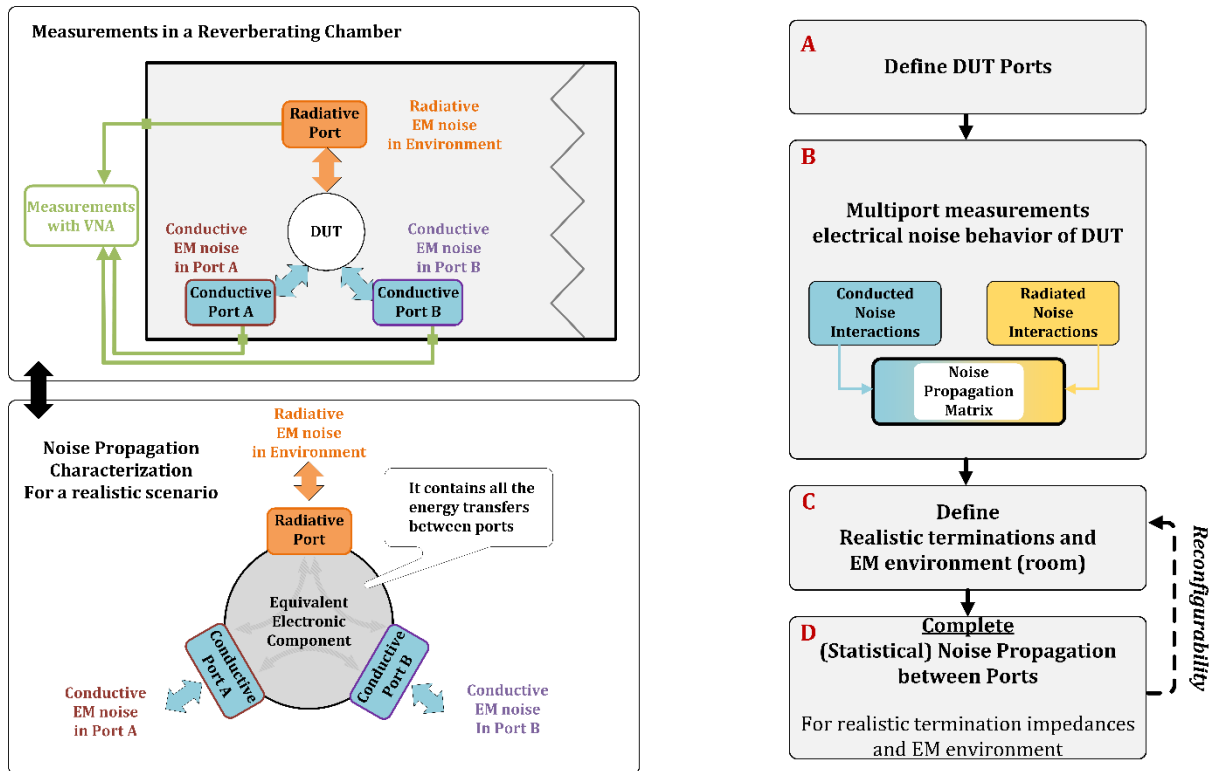 Measurements in a Reverberating Chamber
Radiative
Port
Radiative
EM noise
in Environment
Measurements
with VNA
DUT
Conductive
EM noise
in Port A
Conductive
EM noise
in Port B
Conductive
Port A
Conductive
Port B
Noise Propagation
Characterization
For a realistic scenario
Radiative
EM noise
in Environment
It contains all the
energy transfers
between ports
Radiative
Port
Equivalent
Electronic
Component
Conductive
Port A
Conductive
Port B
Conductive
EM noise
in Port A
Conductive
EM noise
In Port B
A
Define DUT Ports
B
Multiport measurements
electrical noise behavior of DUT
Conducted
Noise
Interactions
Radiated
Noise
Interactions
Noise
Propagation
Matrix
C
Define
Realistic terminations and
EM environment (room)
Reconfigurability
D
Complete
(Statistical) Noise Propagation
between Ports
For realistic termination impedances
and EM environment